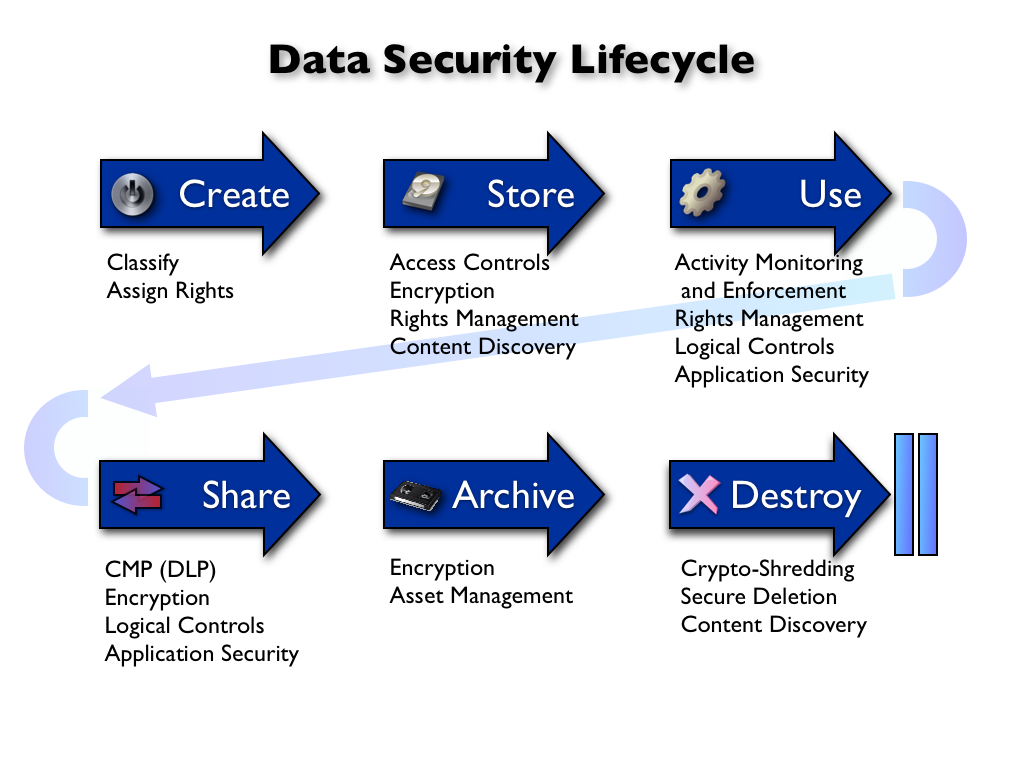 Data Security Lifecycle
Create
Classify
Assign Rights
Store
Access Controls
Encryption
Rights Management
Content Discovery
Use
Activity Monitoring
and Enforcement
Rights Management
Logical Controls
Application Security
Share
CMP (DLP)
Encryption
Logical Controls
Application Security
Archive
Encryption
Asset Management
Destroy
Crypto-Shredding
Secure Deletion
Content Discovery